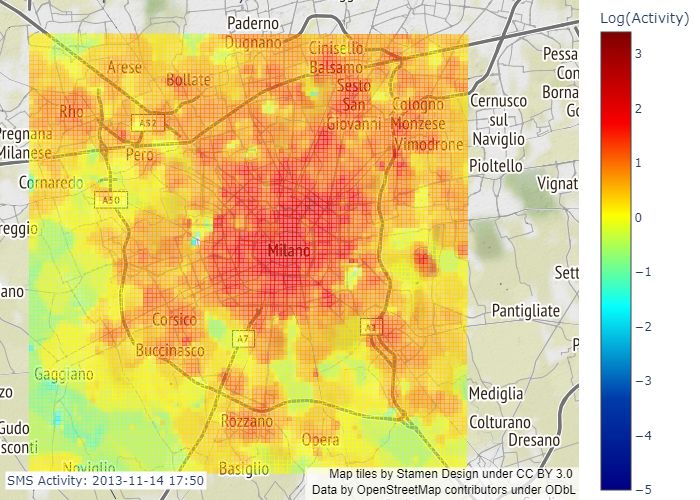 Log(Activity)
3
2
1
0
−1
−2
−3
−4
−5
Paderno
Dugnano
Cinisello
Balsamo
Arese
Bollate
Sesto
San
Giovanni
Cologno
Monzese
Vimodrone
Pessa
Con
Borna
Go
Cernusco
sul
Naviglio
Rho
A52
Pregnana
Milanese
Pero
Pioltello
Cornaredo
A50
Vignat
reggio
Milano
Sett
ano
Pantigliate
Corsico
A1
A7
Buccinasco
P
Gaggiano
zo
Mediglia
Rozzano
Colturano
Gudo
sconti
Opera
Dresano
Noviglio
Basiglio
SMS Activity: 2013-11-14 17:50
Map tiles by Stamen Design under CC BY 3.0
Data by OpenStreetMap contributors under ODbL